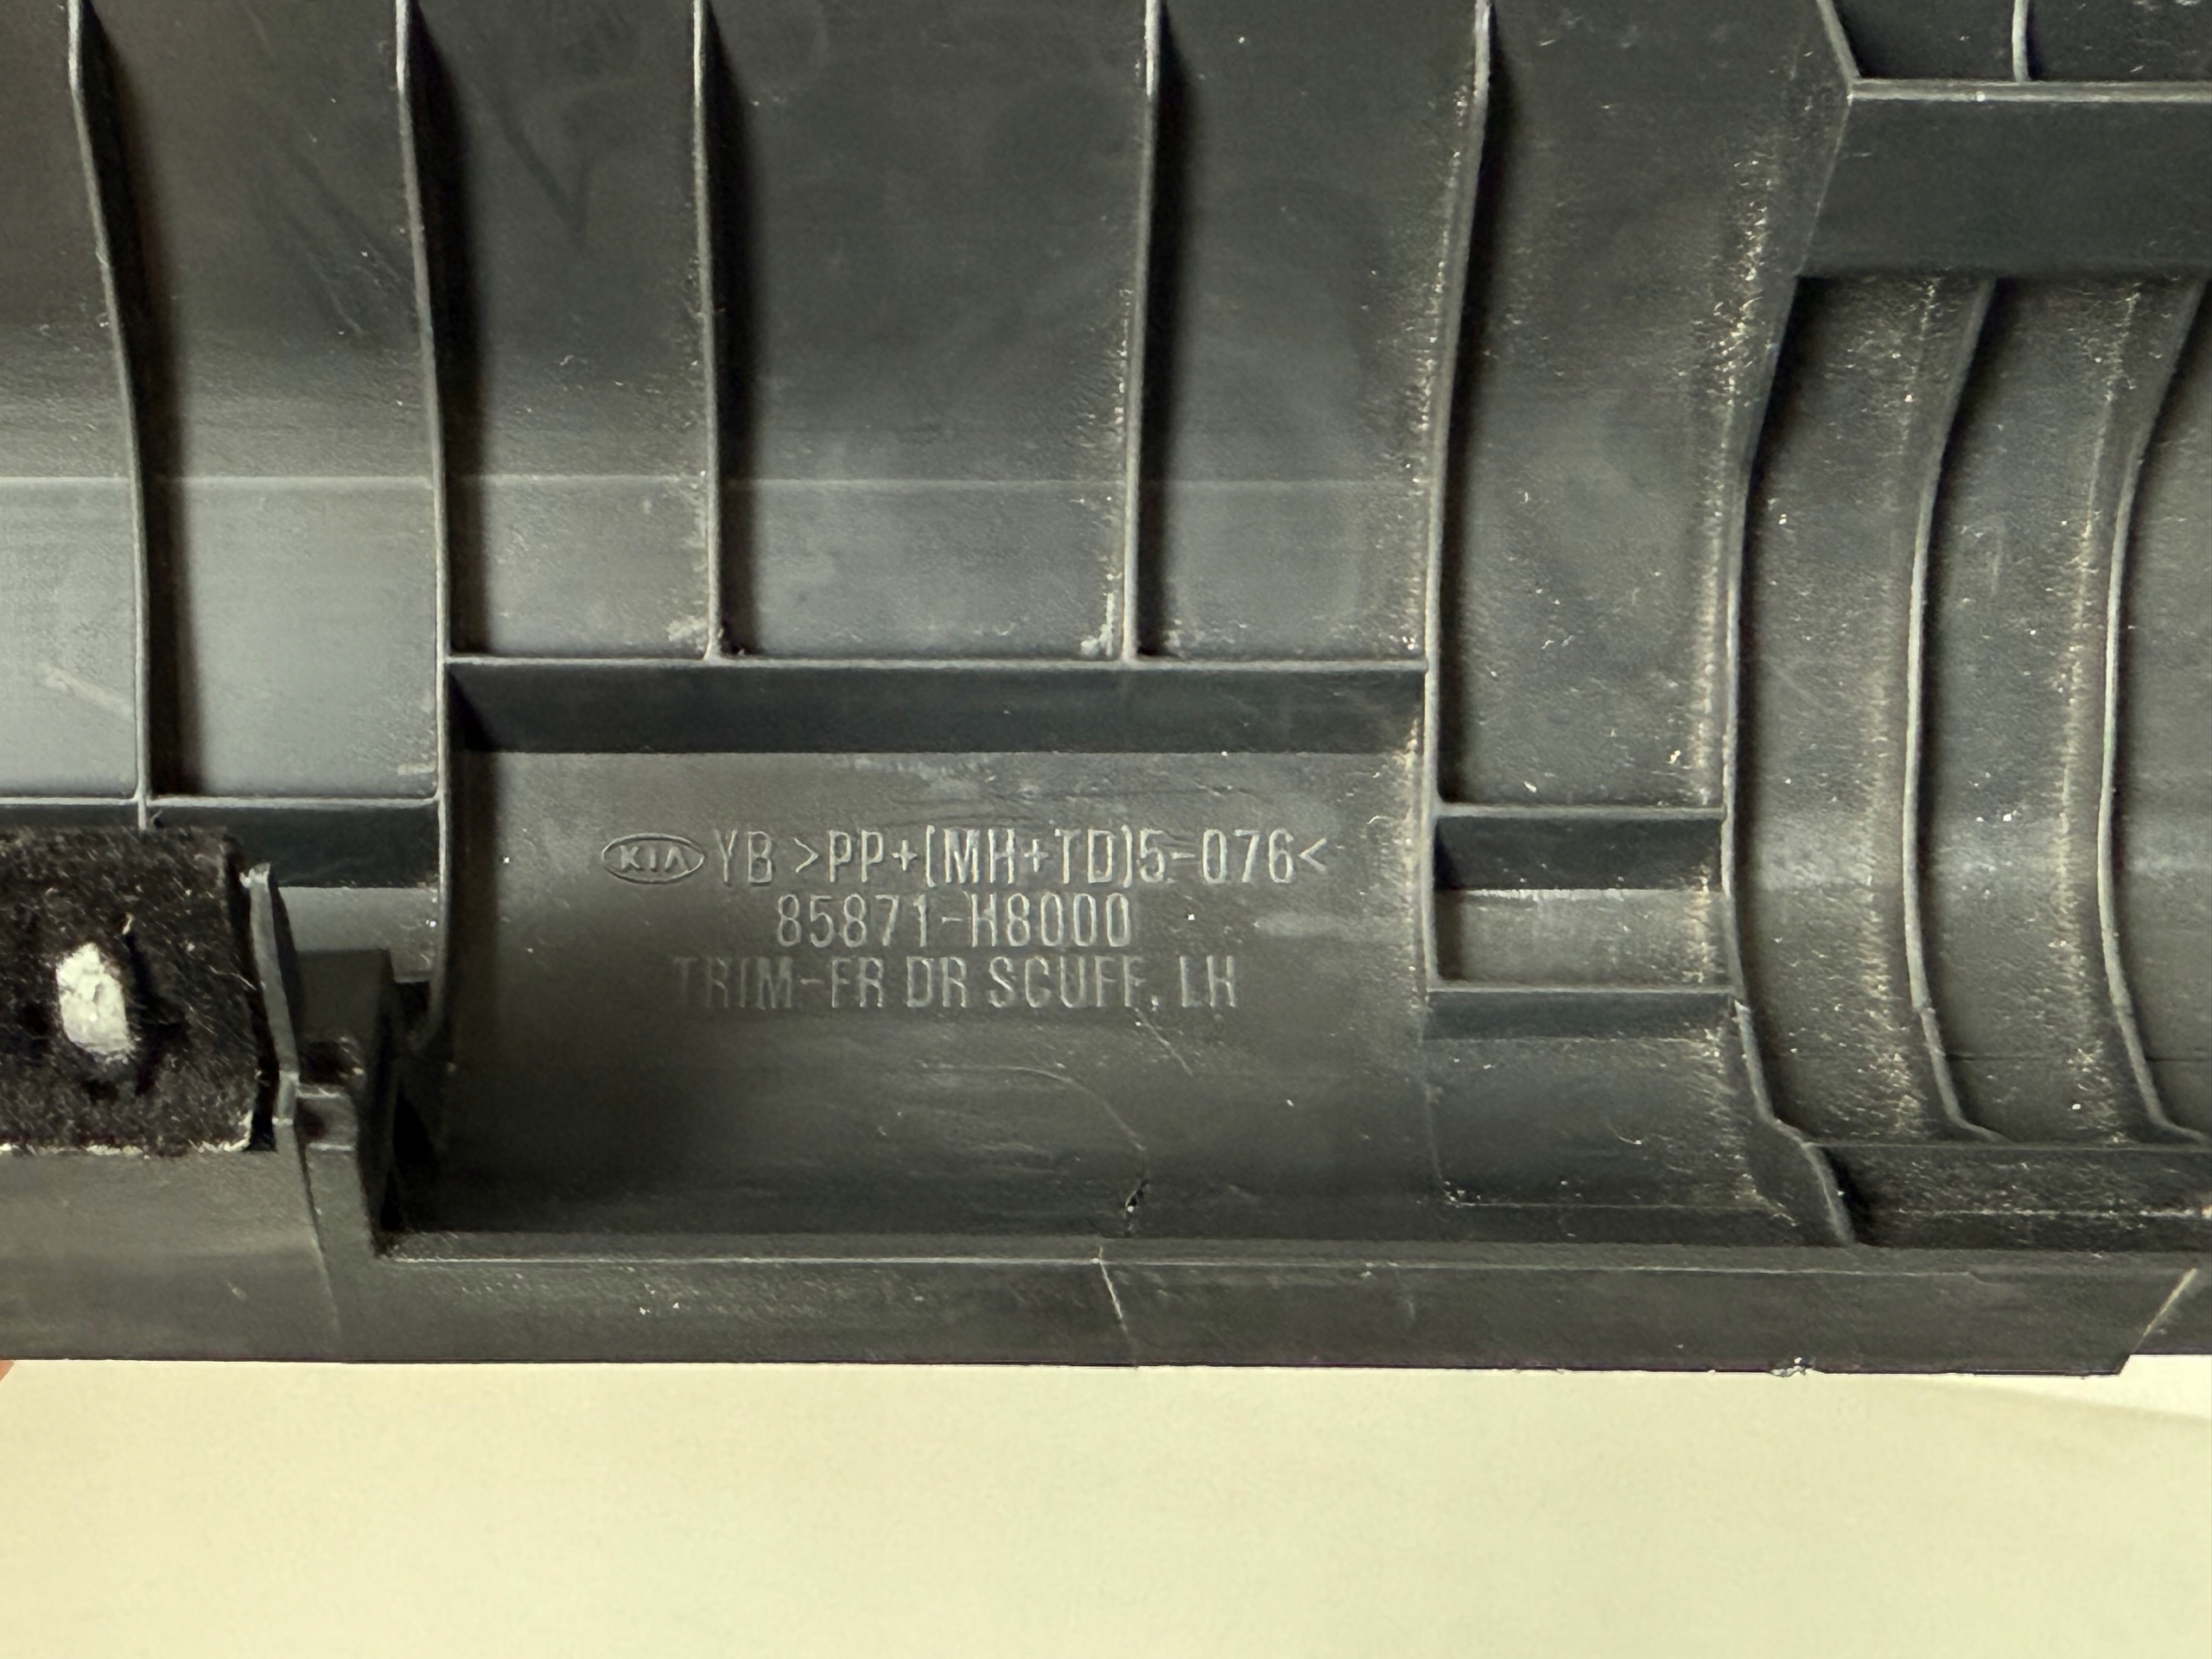 KIA YB >PP+(MH+TD)5-076<
85871-H8000
TRIM-FR DR SCUFF, LH